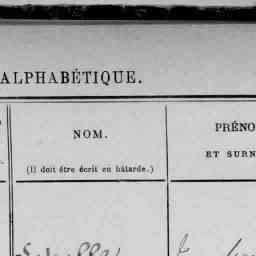 ALPHABÉTIQUE.
NOM.
PRÉNO
(Il doit être écrit en bâtarde.)
ET SURN